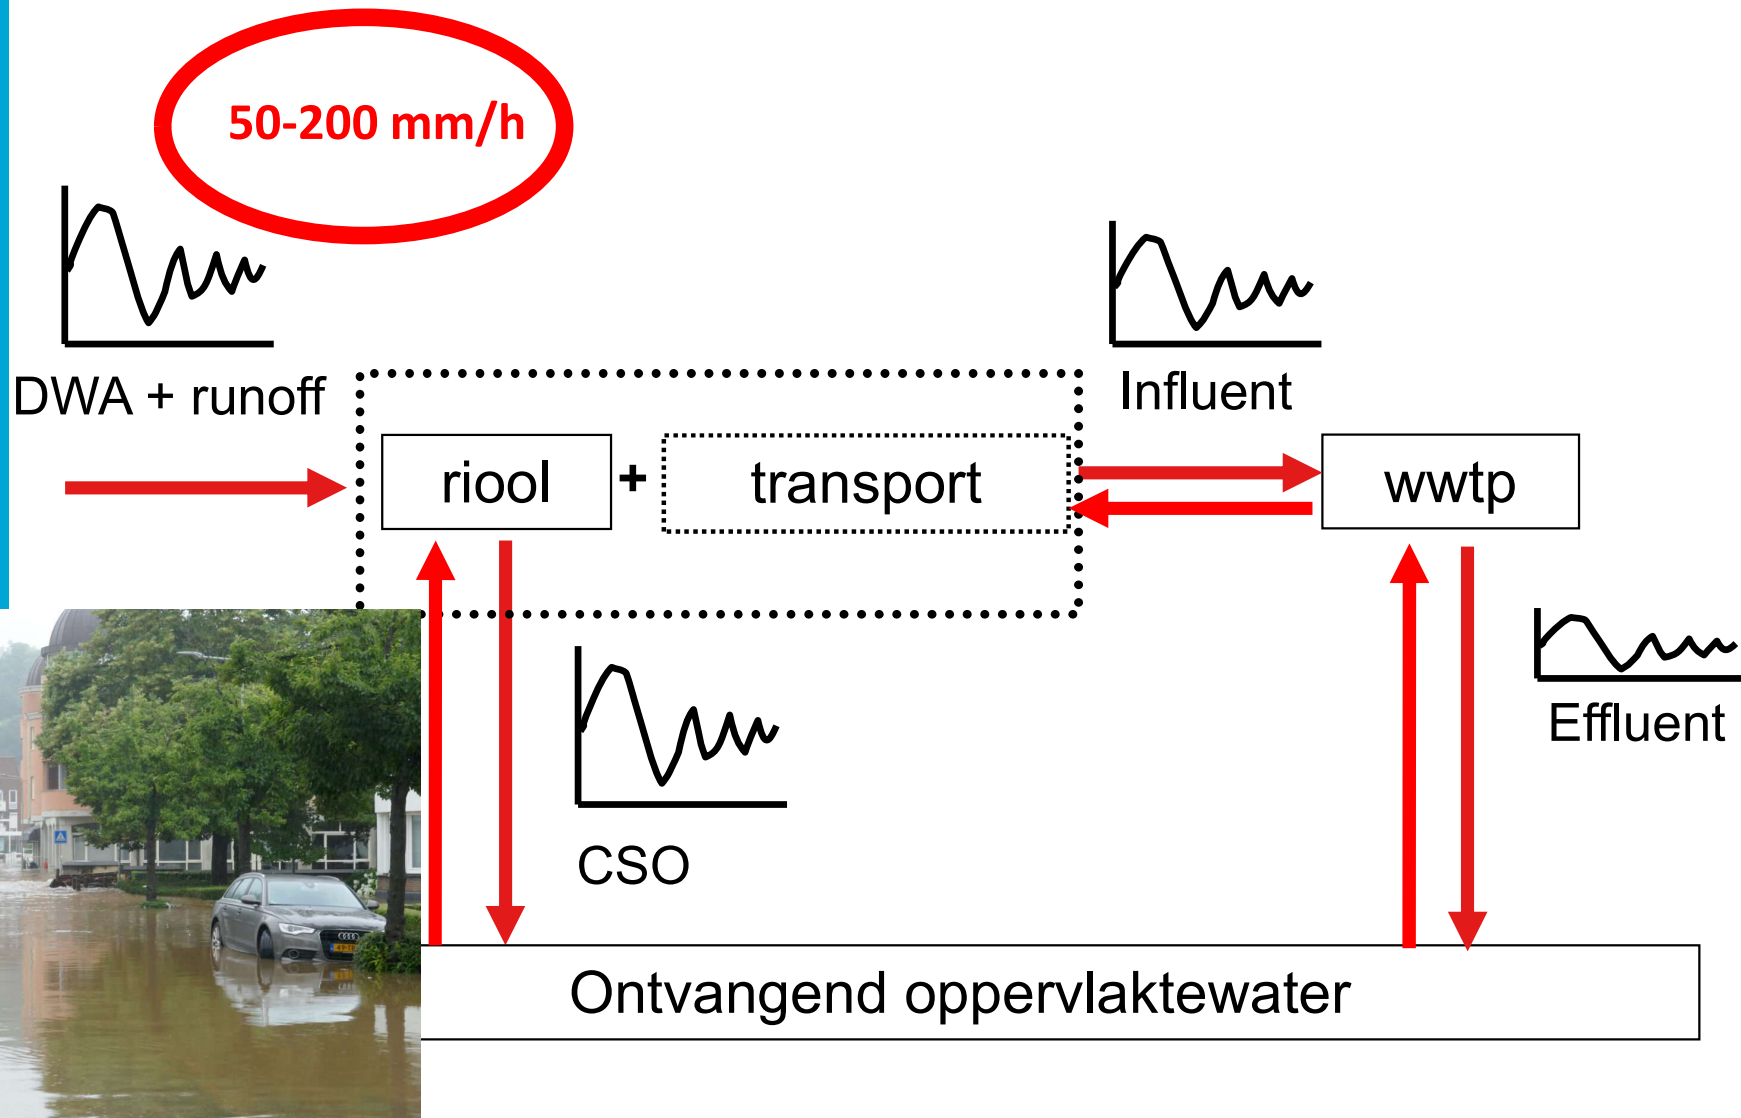 50-200 mm/h
DWA + runoff
Influent
riool
+
transport
wwtp
Effluent
CSO
Ontvangend oppervlaktewater